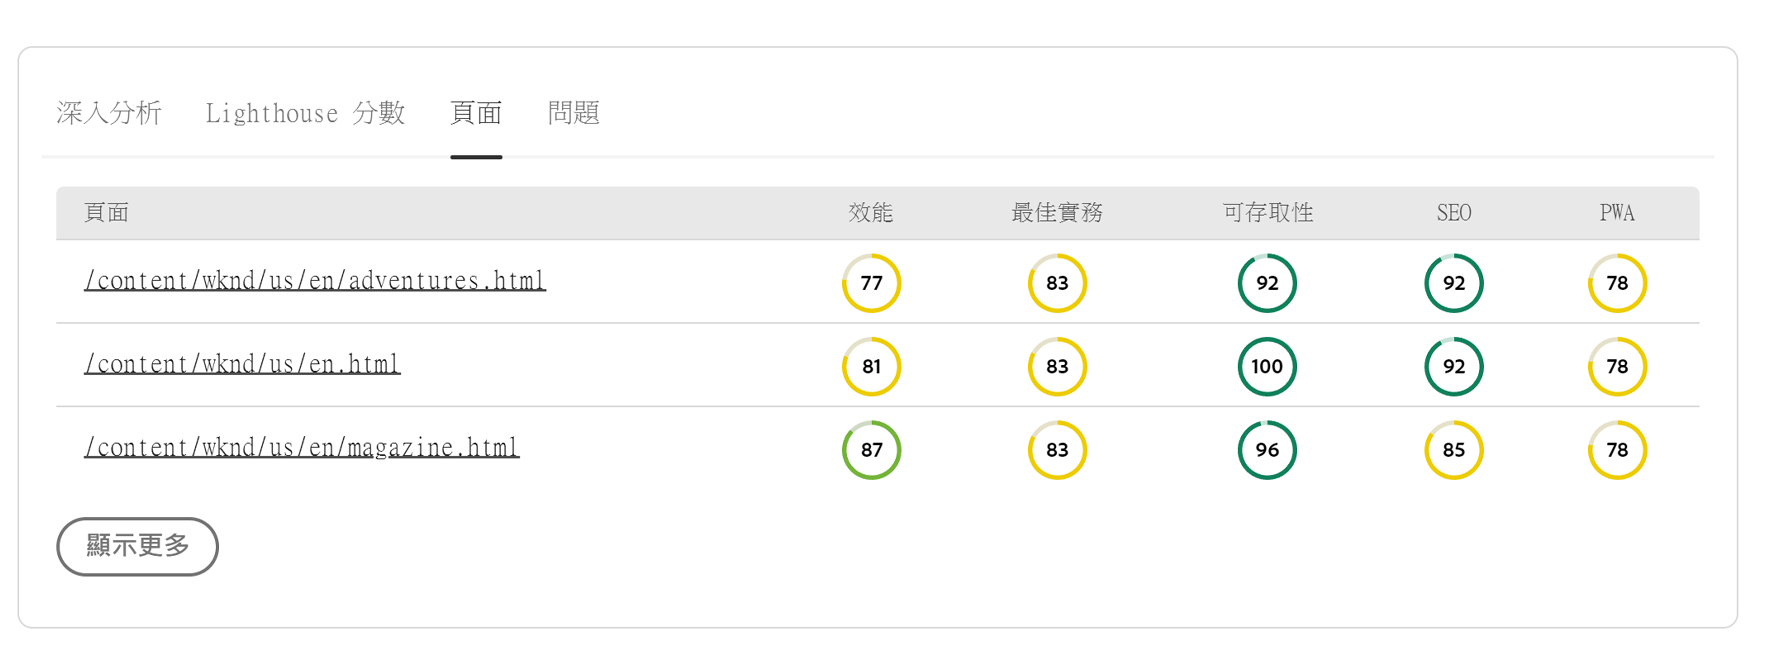 深入分析 Lighthouse 分數 頁面 問題
頁面 效能 最佳實務 可存取性 SEO PWA
/content/wknd/us/en/adventures.html 77 83 92 92 78
/content/wknd/us/en.html 81 83 100 92 78
/content/wknd/us/en/magazine.html 87 83 96 85 78
顯示更多